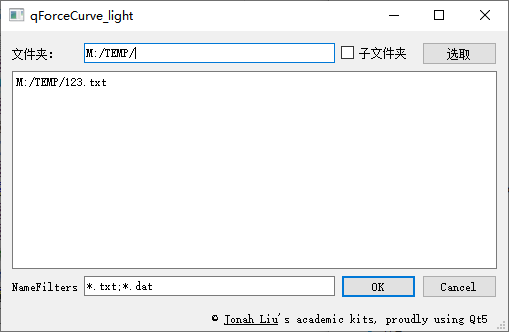 qForceCurve_light
文件夹: M:/TEMP/ 子文件夹 选取
M:/TEMP/123.txt
NameFilters *.txt;*.dat OK Cancel
© Jonah Liu's academic kits, proudly using Qt5